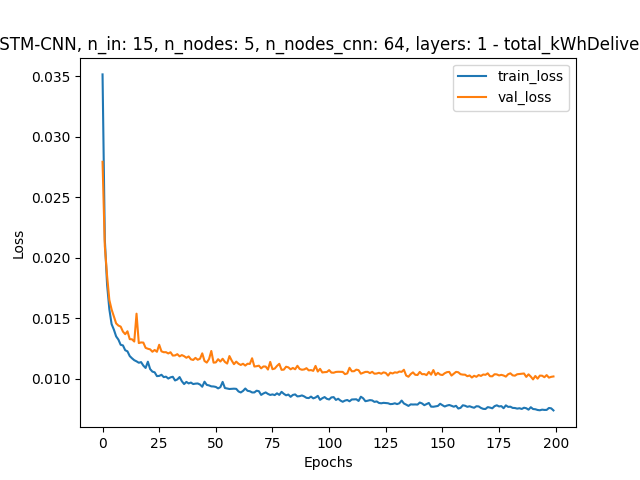 STM-CNN, n_in: 15, n_nodes: 5, n_nodes_cnn: 64, layers: 1 - total_kWhDelive
train_loss
val_loss
0.035
0.030
0.025
0.020
0.015
0.010
Loss
0 25 50 75 100 125 150 175 200
Epochs